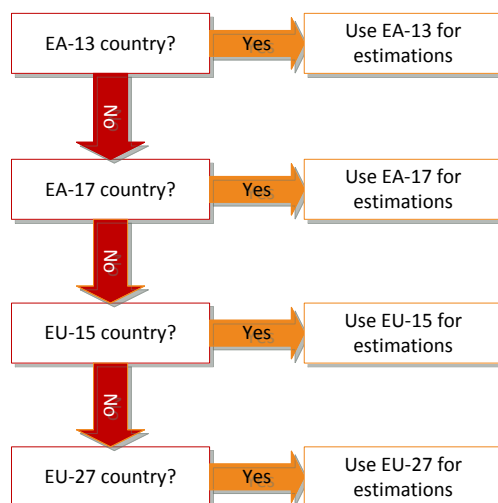 EA-13 country?
Yes
Use EA-13 for
estimations
No
EA-17 country?
Yes
Use EA-17 for
estimations
No
EU-15 country?
Yes
Use EU-15 for
estimations
No
EU-27 country?
Yes
Use EU-27 for
estimations